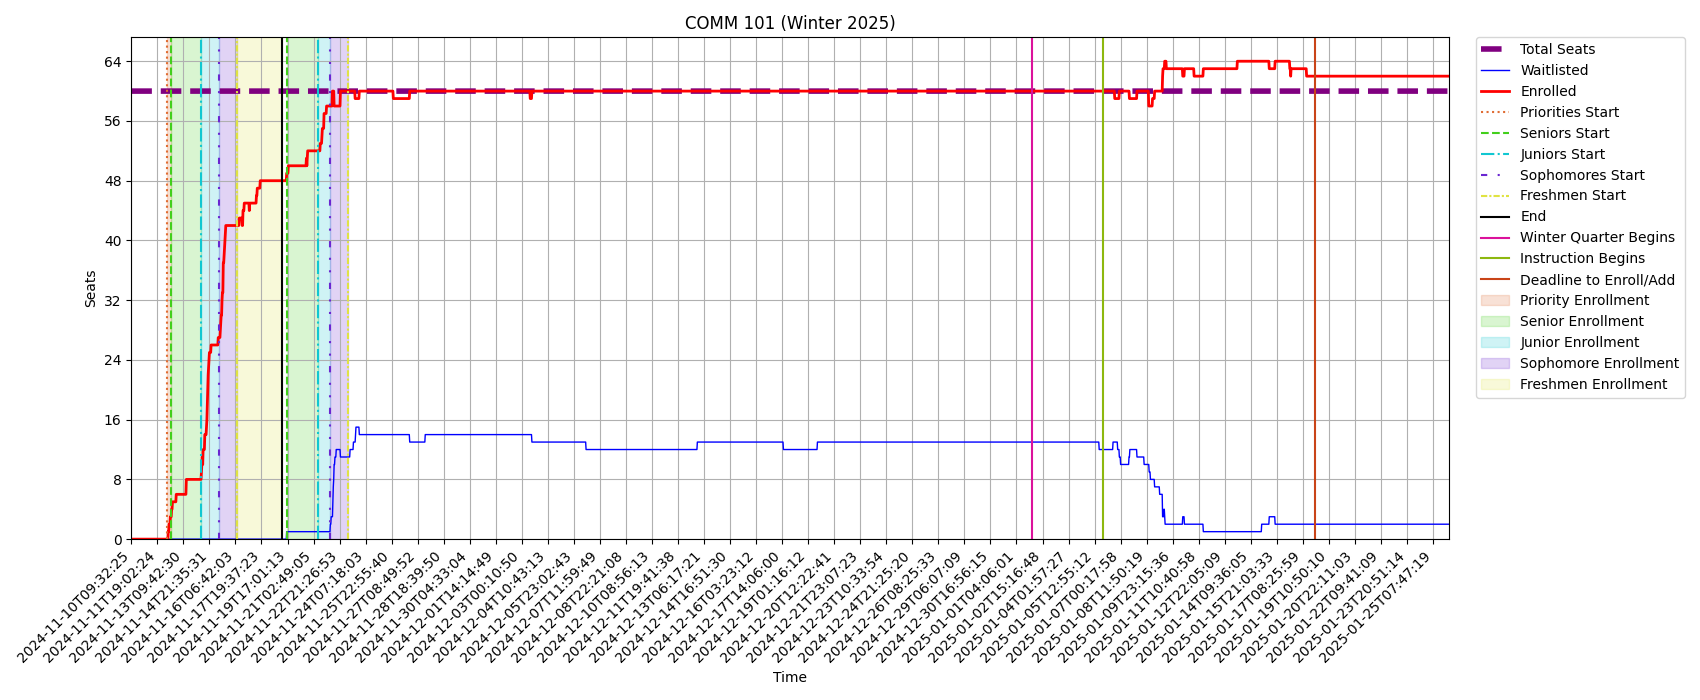 COMM 101 (Winter 2025)
Seats
64
56
48
40
32
24
16
8
0
2024-11-10T09:32:25
2024-11-11T19:02:24
2024-11-13T09:42:30
2024-11-14T21:35:31
2024-11-16T06:42:03
2024-11-17T19:37:23
2024-11-19T17:01:13
2024-11-21T02:49:05
2024-11-22T21:26:53
2024-11-24T07:18:03
2024-11-25T22:55:40
2024-11-27T08:49:52
2024-11-28T18:39:50
2024-11-30T04:33:04
2024-12-01T14:14:49
2024-12-03T00:10:50
2024-12-04T10:43:13
2024-12-05T23:02:43
2024-12-07T11:59:49
2024-12-08T22:21:08
2024-12-10T08:56:13
2024-12-11T19:41:38
2024-12-13T06:17:21
2024-12-14T16:51:30
2024-12-16T03:23:12
2024-12-17T14:06:00
2024-12-19T01:16:12
2024-12-20T12:22:41
2024-12-21T23:07:23
2024-12-23T10:33:54
2024-12-24T21:25:20
2024-12-26T08:25:33
2024-12-29T06:07:09
2024-12-30T16:56:15
2025-01-01T04:06:01
2025-01-02T15:16:48
2025-01-04T01:57:27
2025-01-05T12:55:12
2025-01-07T00:17:58
2025-01-08T11:50:19
2025-01-09T23:15:36
2025-01-11T10:40:58
2025-01-12T22:05:09
2025-01-14T09:36:05
2025-01-15T21:03:33
2025-01-17T08:25:59
2025-01-19T10:50:10
2025-01-20T22:11:03
2025-01-22T09:41:09
2025-01-23T20:51:14
2025-01-25T07:47:19
Time
Total Seats
Waitlisted
Enrolled
Priorities Start
Seniors Start
Juniors Start
Sophomores Start
Freshmen Start
End
Winter Quarter Begins
Instruction Begins
Deadline to Enroll/Add
Priority Enrollment
Senior Enrollment
Junior Enrollment
Sophomore Enrollment
Freshmen Enrollment